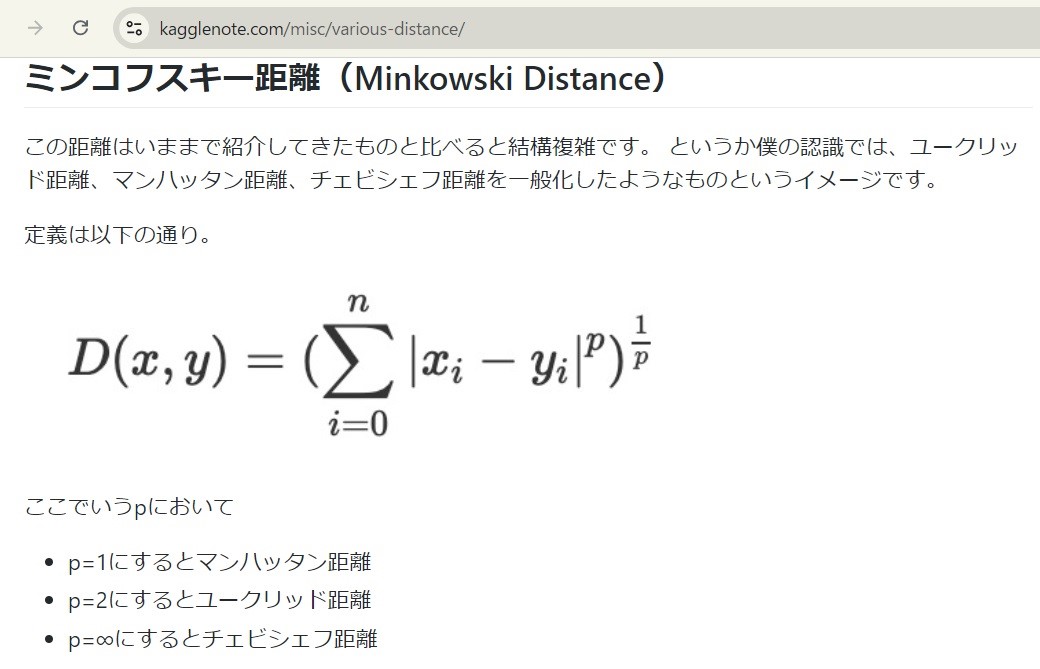 kagglenote.com/misc/various-distance/
ミンコフスキー距離（Minkowski Distance）
この距離はいままで紹介してきたものと比べると結構複雑です。 というか僕の認識では、ユークリッ
ド距離、マンハッタン距離、チェビシェフ距離を一般化したようなものというイメージです。
定義は以下の通り。
D(x, y) = (∑_{i=0}^{n} |x_i − y_i|^p)^{\frac{1}{p}}
ここでいうpにおいて
• p=1にするとマンハッタン距離
• p=2にするとユークリッド距離
• p=∞にするとチェビシェフ距離